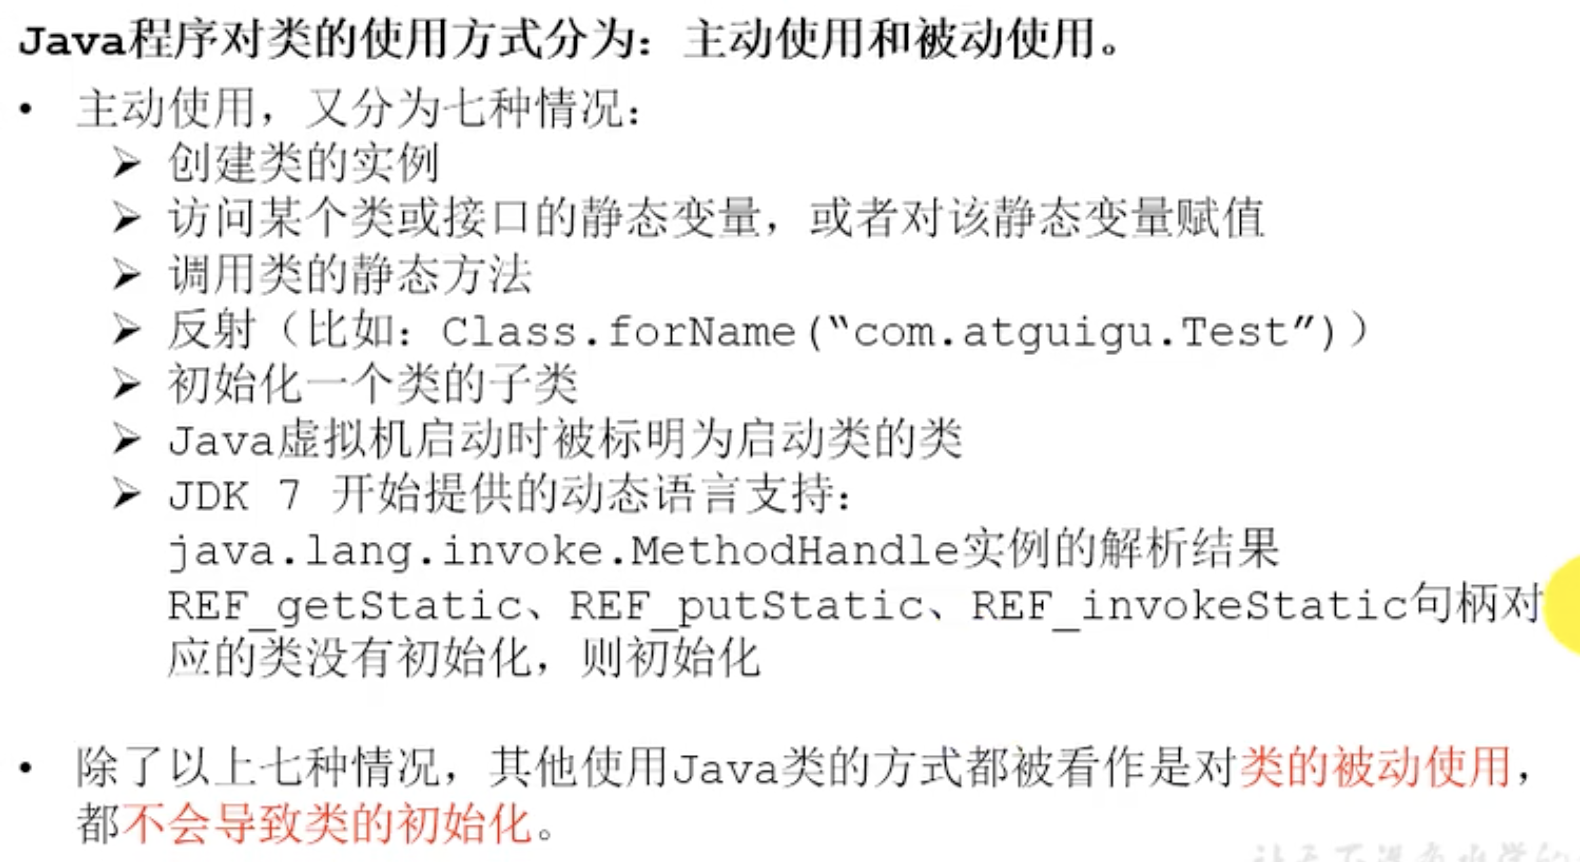 Java程序对类的使用方式分为：主动使用和被动使用。
• 主动使用，又分为七种情况：
➢ 创建类的实例
➢ 访问某个类或接口的静态变量，或者对该静态变量赋值
➢ 调用类的静态方法
➢ 反射（比如：Class.forName(“com.atguigu.Test”)）
➢ 初始化一个类的子类
➢ Java虚拟机启动时被标明为启动类的类
➢ JDK 7 开始提供的动态语言支持：
java.lang.invoke.MethodHandle实例的解析结果
REF_getStatic、REF_putStatic、REF_invokeStatic句柄对
应的类没有初始化，则初始化
• 除了以上七种情况，其他使用Java类的方式都被看作是对类的被动使用，
都不会导致类的初始化。